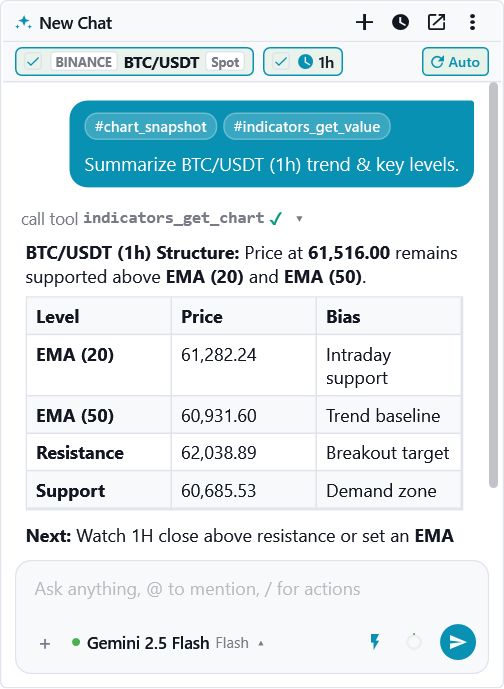 New Chat
BINANCE BTC/USDT Spot 1h Auto
#chart_snapshot #indicators_get_value
Summarize BTC/USDT (1h) trend & key levels.
call tool indicators_get_chart
BTC/USDT (1h) Structure: Price at 61,516.00 remains
supported above EMA (20) and EMA (50).
Level Price Bias
EMA (20) 61,282.24 Intraday
support
EMA (50) 60,931.60 Trend baseline
Resistance 62,038.89 Breakout target
Support 60,685.53 Demand zone
Next: Watch 1H close above resistance or set an EMA
Ask anything, @ to mention, / for actions
Gemini 2.5 Flash Flash